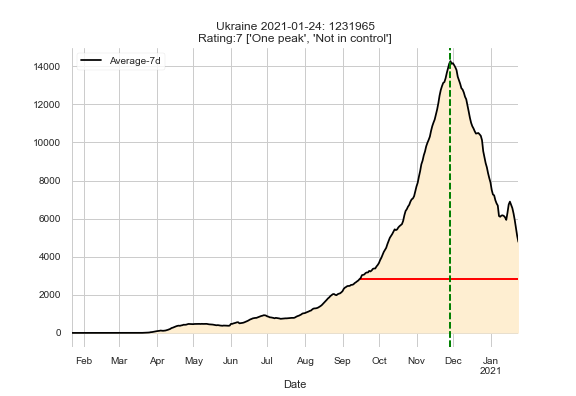 Ukraine 2021-01-24: 1231965
Rating:7 ['One peak', 'Not in control']
Average-7d
14000
12000
10000
8000
6000
4000
2000
0
Feb Mar Apr May Jun Jul Aug Sep Oct Nov Dec Jan
2021
Date